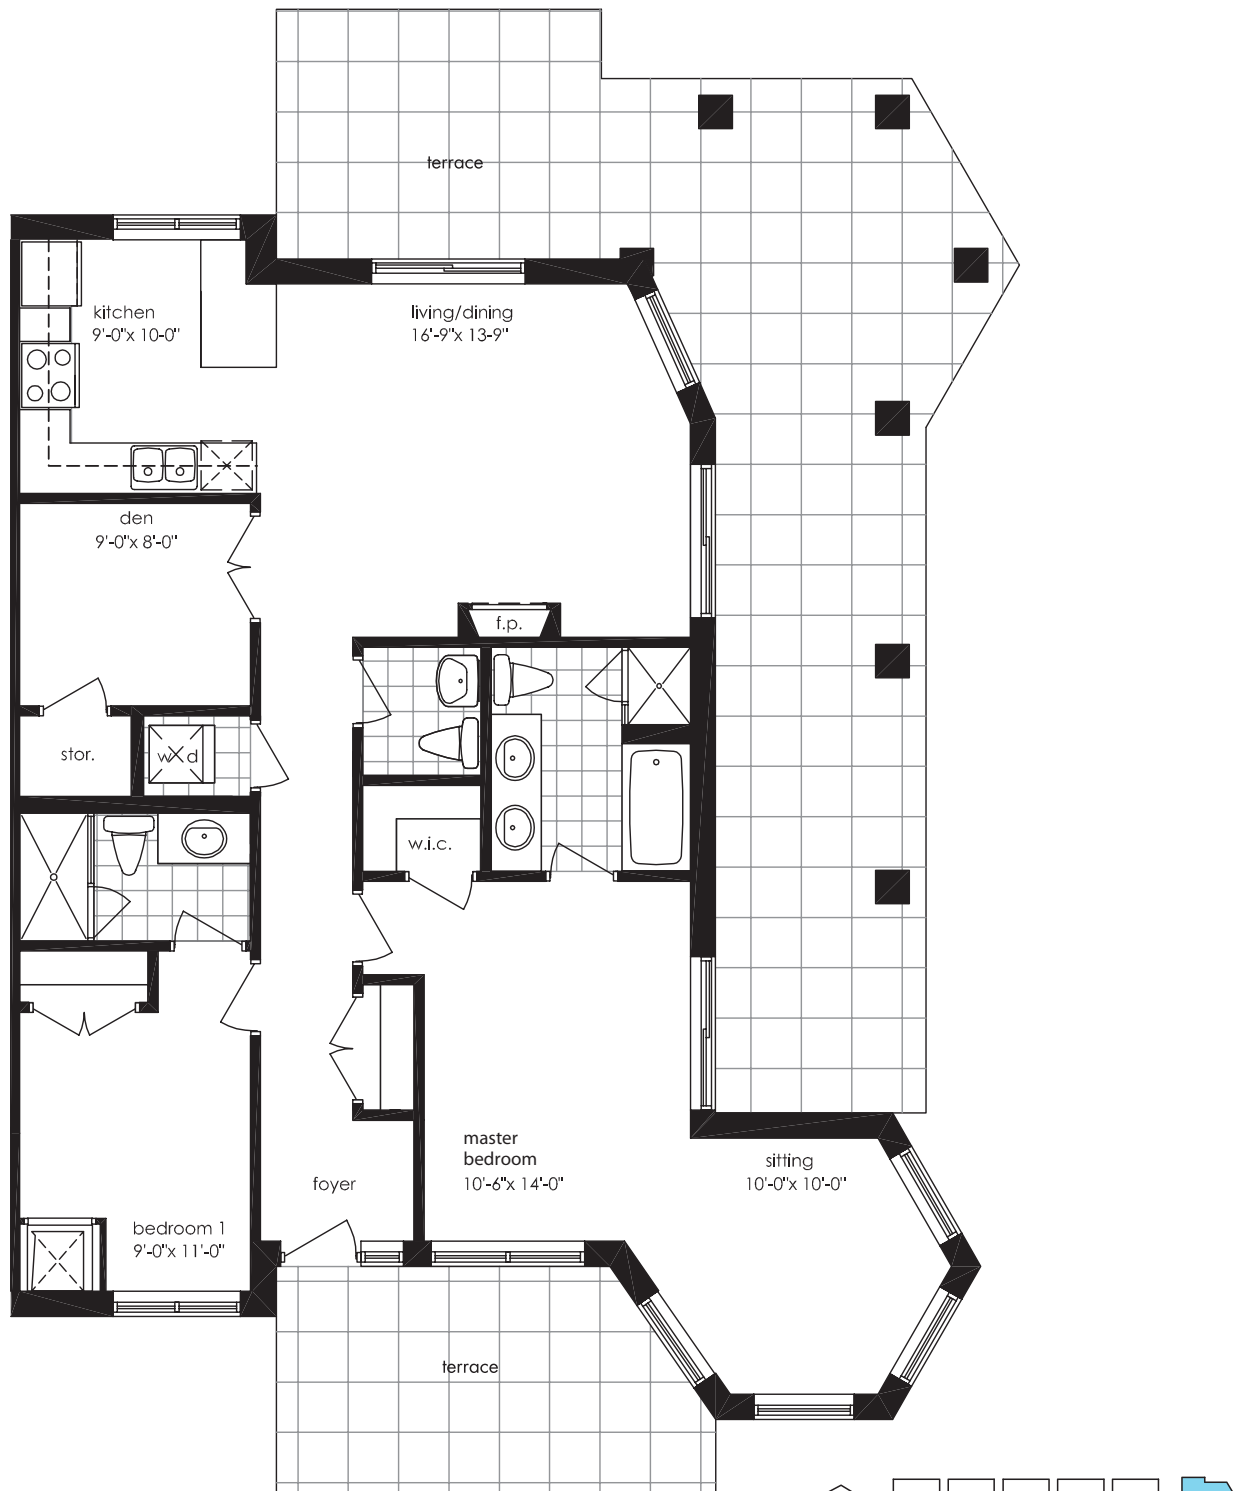 terrace
kitchen
9'-0"x 10-0"
living/dining
16'-9"x 13-9"
den
9'-0"x 8'-0"
f.p.
stor.
w d
w.i.c.
master
bedroom
10'-6"x 14'-0"
sitting
10'-0"x 10'-0"
foyer
bedroom 1
9'-0"x 11'-0"
terrace